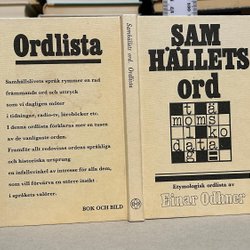 Ordlista
Samhällslivets språk rymmer en rad
främmande ord och uttryck
som vi dagligen möter
i tidningar, radio-tv, läroböcker etc.
I denna ordlista förklaras mer en tusen
av de vanligaste orden.
Framför allt redovisas ordens språkliga
och historiska ursprung
en infallsvinkel av intresse för alla dem,
som vill förvärva en större insikt
i språkets valörer.
BOK OCH BILD
Samhällets ord. Ordlista
SAM
HÄLLETS
ord
Etymologisk ordlista av
Einar Odhner